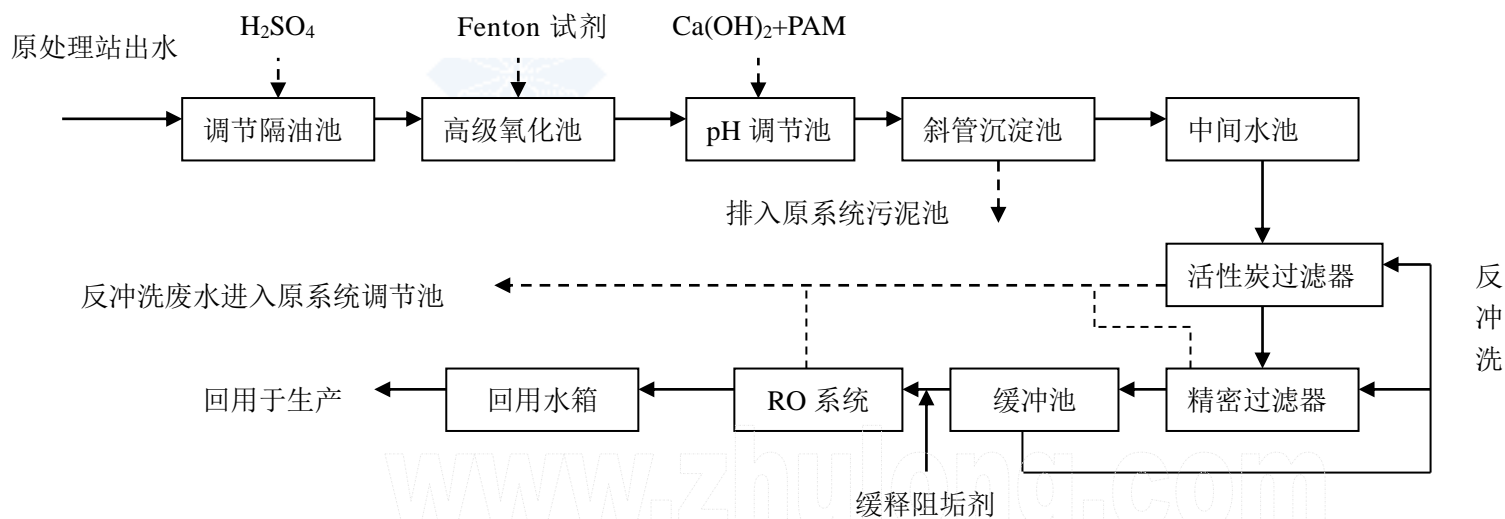 H₂SO₄
Fenton 试剂
Ca(OH)₂+PAM
原处理站出水
调节隔油池
高级氧化池
pH 调节池
斜管沉淀池
中间水池
排入原系统污泥池
活性炭过滤器
反冲洗
反冲洗废水进入原系统调节池
回用于生产
回用水箱
RO 系统
缓冲池
精密过滤器
缓释阻垢剂
www.zhulong.com